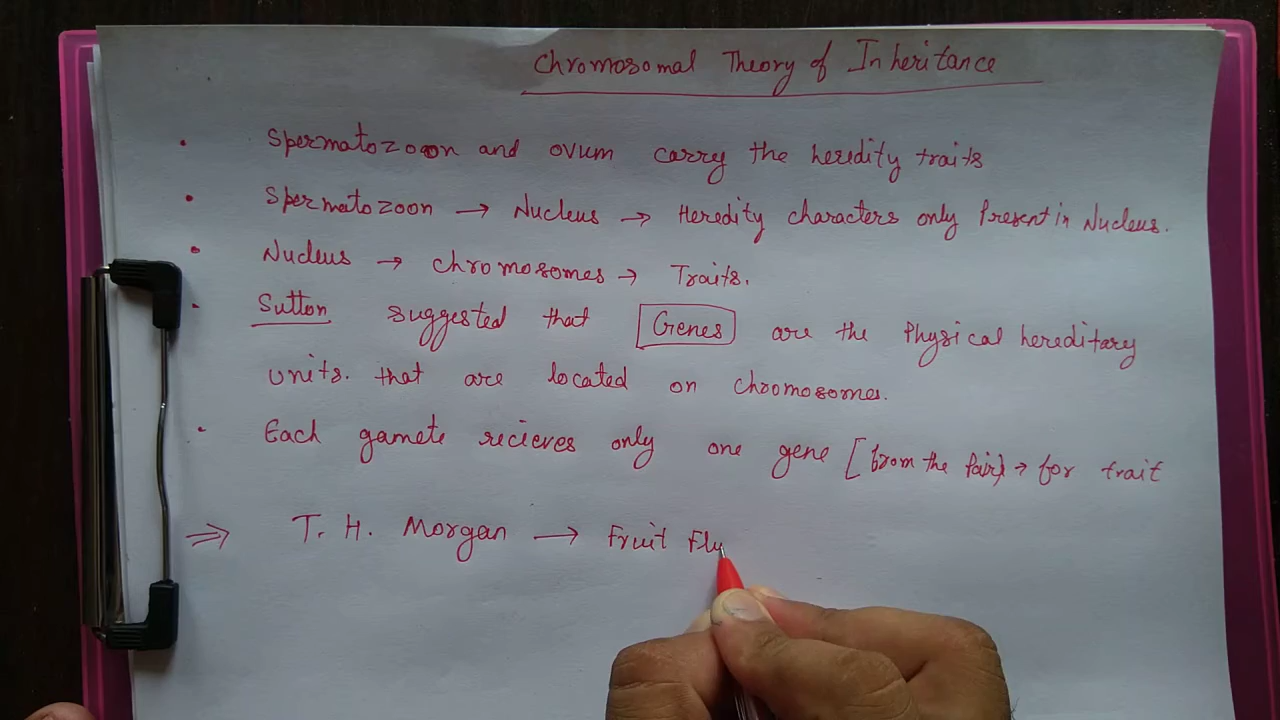 Chromosomal Theory of Inheritance
• Spermatozoon and ovum carry the heredity traits
• Spermatozoon → Nucleus → Heredity characters only Present in Nucleus.
• Nucleus → Chromosomes → Traits.
• Sutton suggested that Genes are the Physical hereditary
units. that are located on chromosomes.
• Each gamete recieves only one gene [from the pair) → for trait
⇒ T. H. Morgan → Fruit Fly